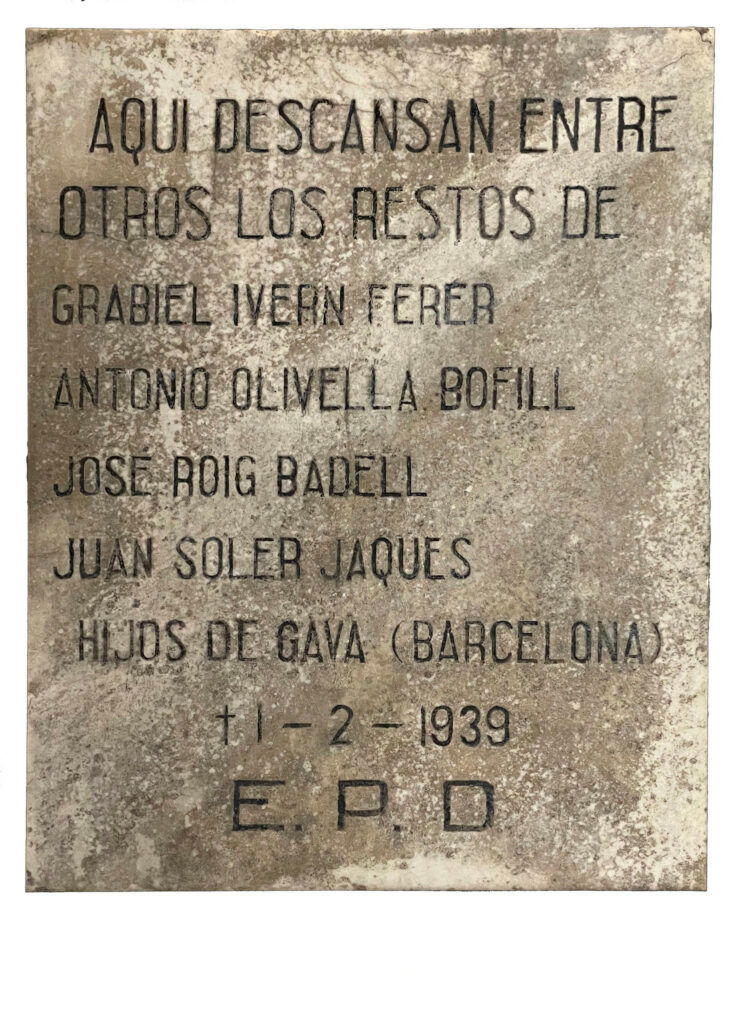 AQUI DESCANSAN ENTRE
OTROS LOS RESTOS DE
GRABIEL IVERN FERER
ANTONIO OLIVELLA BOFILL
JOSÉ ROIG BADELL
JUAN SOLER JAQUES
HIJOS DE GAVA (BARCELONA)
† 1 – 2 – 1939
E. P. D